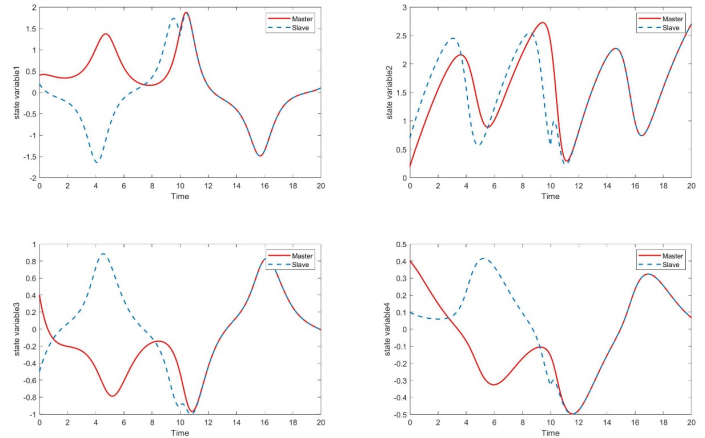 2
1.5
1
0.5
0
-0.5
-1
-1.5
-2
state variable1
0 2 4 6 8 10 12 14 16 18 20
Time
Master
Slave
3
2.5
2
1.5
1
0.5
0
state variable2
0 2 4 6 8 10 12 14 16 18 20
Time
Master
Slave
1
0.8
0.6
0.4
0.2
0
-0.2
-0.4
-0.6
-0.8
-1
state variable3
0 2 4 6 8 10 12 14 16 18 20
Time
Master
Slave
0.5
0.4
0.3
0.2
0.1
0
-0.1
-0.2
-0.3
-0.4
-0.5
state variable4
0 2 4 6 8 10 12 14 16 18 20
Time
Master
Slave